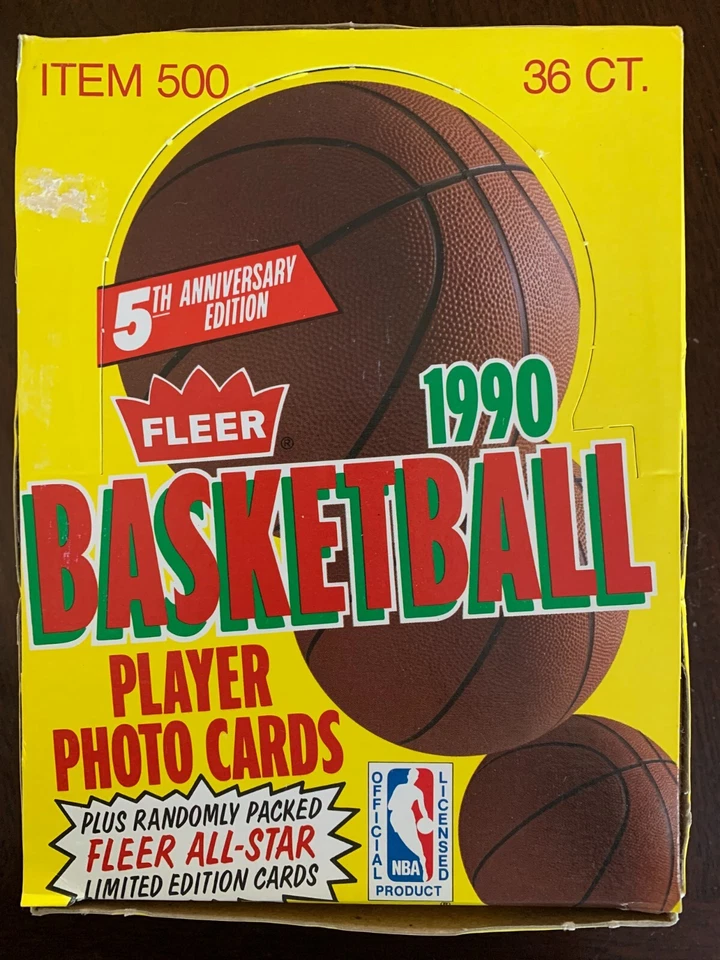 ITEM 500
36 CT.
5TH ANNIVERSARY
EDITION
FLEER®
1990
BASKETBALL
PLAYER
PHOTO CARDS
PLUS RANDOMLY PACKED
FLEER ALL-STAR
LIMITED EDITION CARDS
OFFICIAL
LICENSED
NBA
PRODUCT